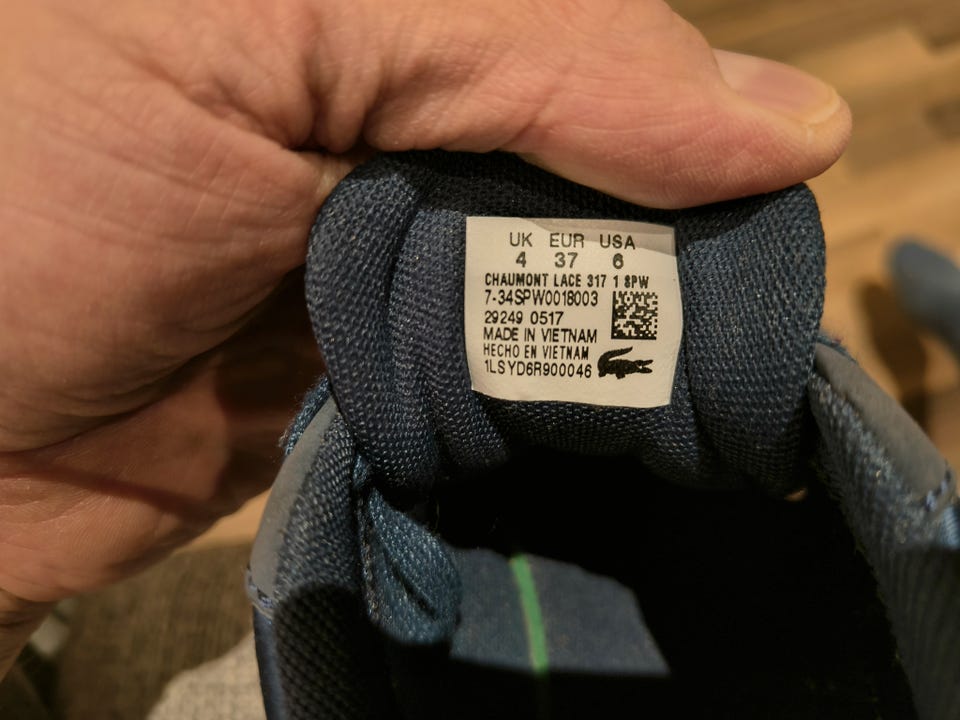 UK EUR USA
4 37 6
CHAUMONT LACE 317 1 SPW
7-34SPW0018003
29249 0517
MADE IN VIETNAM
HECHO EN VIETNAM
1LSYD6R900046